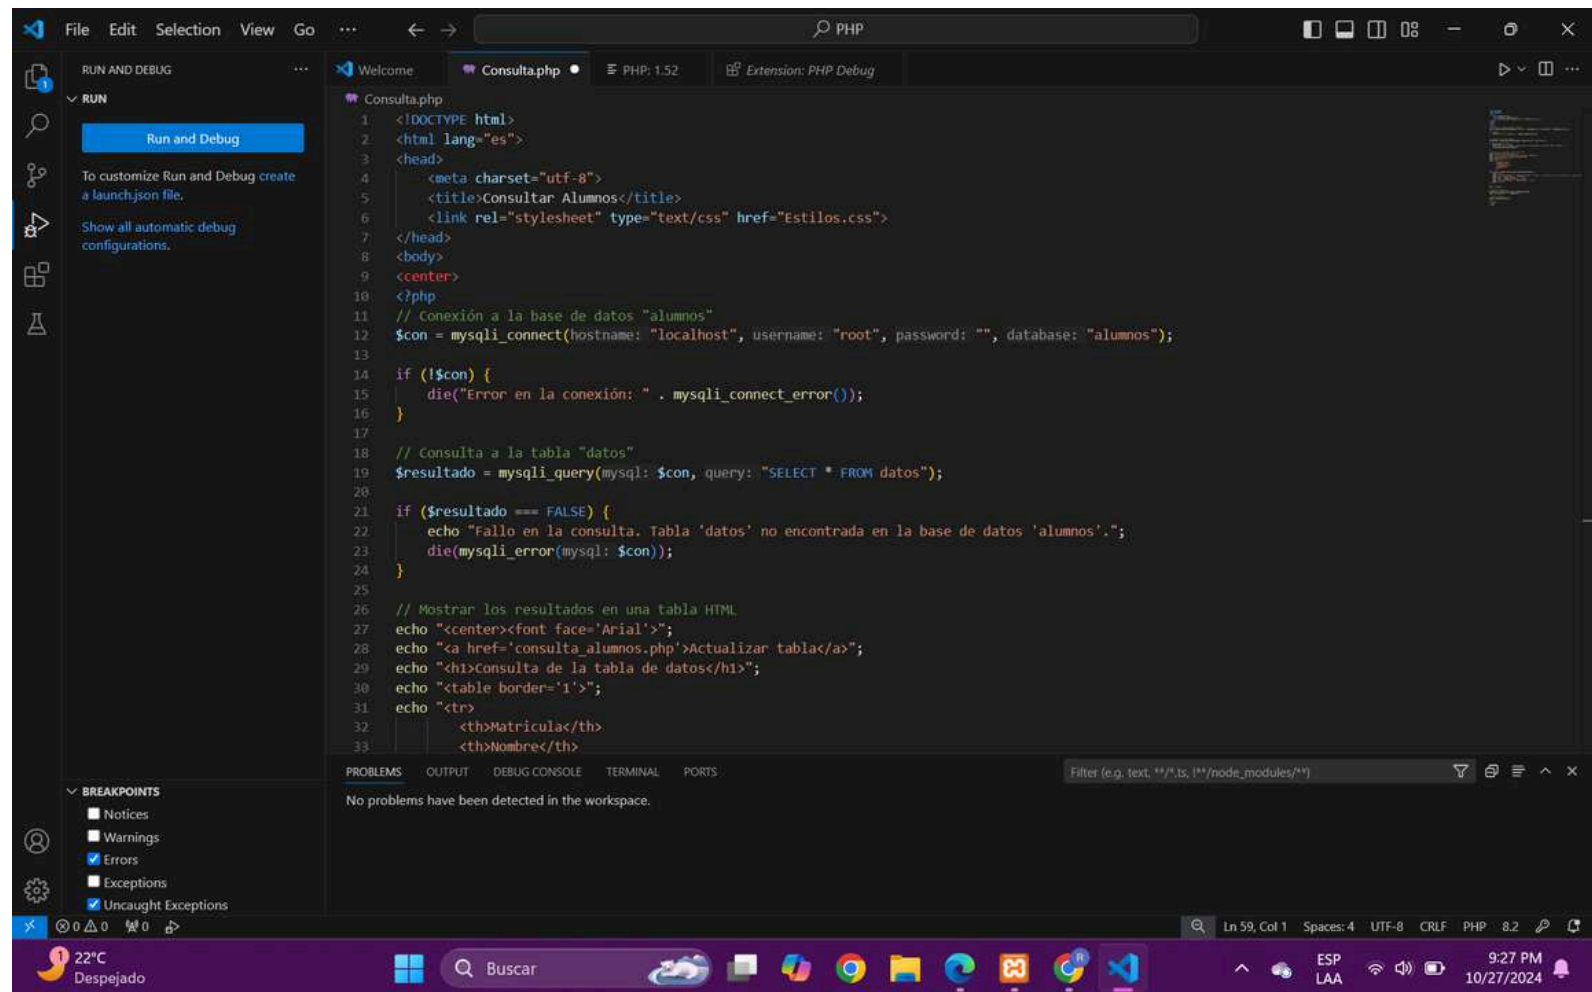 File Edit Selection View Go ··· PHP
RUN AND DEBUG ···
RUN
Run and Debug
To customize Run and Debug create
a launch.json file.
Show all automatic debug
configurations.
BREAKPOINTS
Notices
Warnings
Errors
Exceptions
Uncaught Exceptions
Welcome Consulta.php PHP: 1.52 Extension: PHP Debug
Consulta.php
1 <!DOCTYPE html>
2 <html lang="es">
3 <head>
4 <meta charset="utf-8">
5 <title>Consultar Alumnos</title>
6 <link rel="stylesheet" type="text/css" href="Estilos.css">
7 </head>
8 <body>
9 <center>
10 <?php
11 // Conexión a la base de datos "alumnos"
12 $con = mysqli_connect(hostname: "localhost", username: "root", password: "", database: "alumnos");
13
14 if (!$con) {
15 die("Error en la conexión: " . mysqli_connect_error());
16 }
17
18 // Consulta a la tabla "datos"
19 $resultado = mysqli_query(mysql: $con, query: "SELECT * FROM datos");
20
21 if ($resultado === FALSE) {
22 echo "Fallo en la consulta. Tabla 'datos' no encontrada en la base de datos 'alumnos'.";
23 die(mysqli_error(mysql: $con));
24 }
25
26 // Mostrar los resultados en una tabla HTML
27 echo "<center><font face='Arial'>";
28 echo "<a href='consulta_alumnos.php'>Actualizar tabla</a>";
29 echo "<h1>Consulta de la tabla de datos</h1>";
30 echo "<table border='1'>";
31 echo "<tr>
32 <th>Matricula</th>
33 <th>Nombre</th>
PROBLEMS OUTPUT DEBUG CONSOLE TERMINAL PORTS Filter (e.g. text, **/*.ts, !**/node_modules/**)
No problems have been detected in the workspace.
0 0 0 Ln 59, Col 1 Spaces: 4 UTF-8 CRLF PHP 8.2
1 22°C
Despejado
Buscar
ESP
LAA
9:27 PM
10/27/2024